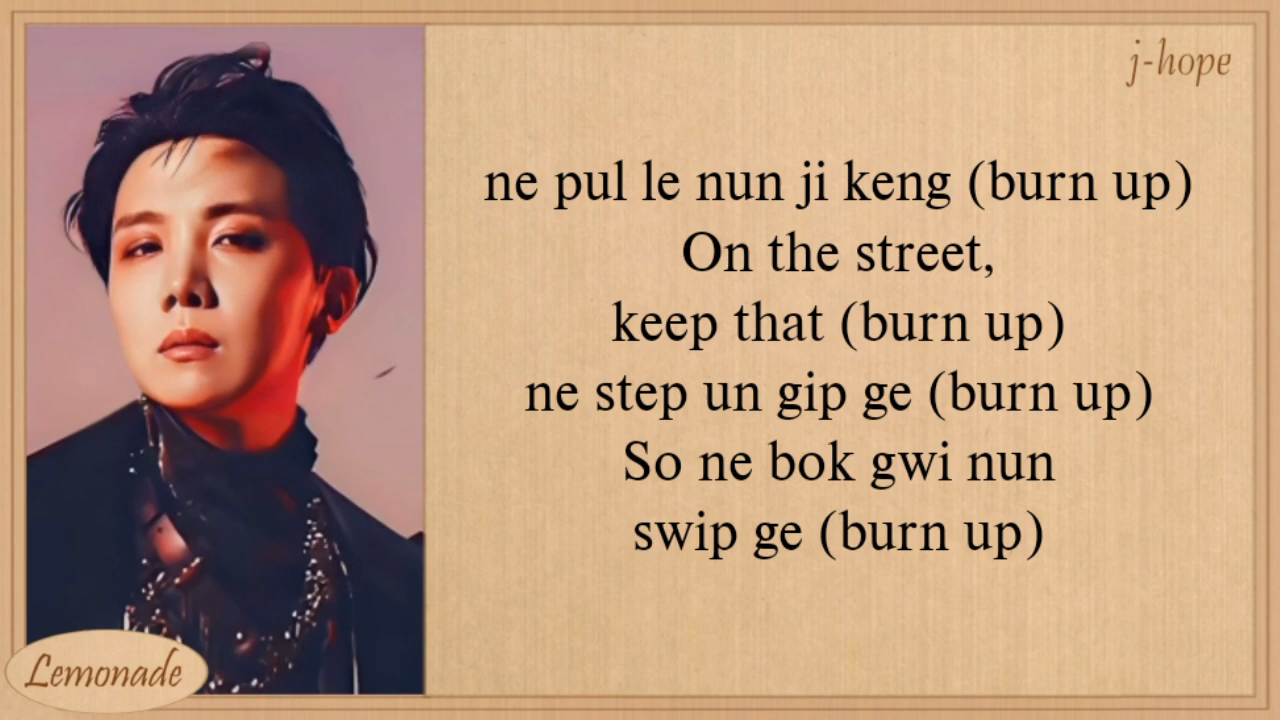 j-hope
ne pul le nun ji keng (burn up)
On the street,
keep that (burn up)
ne step un gip ge (burn up)
So ne bok gwi nun
swip ge (burn up)
Lemonade